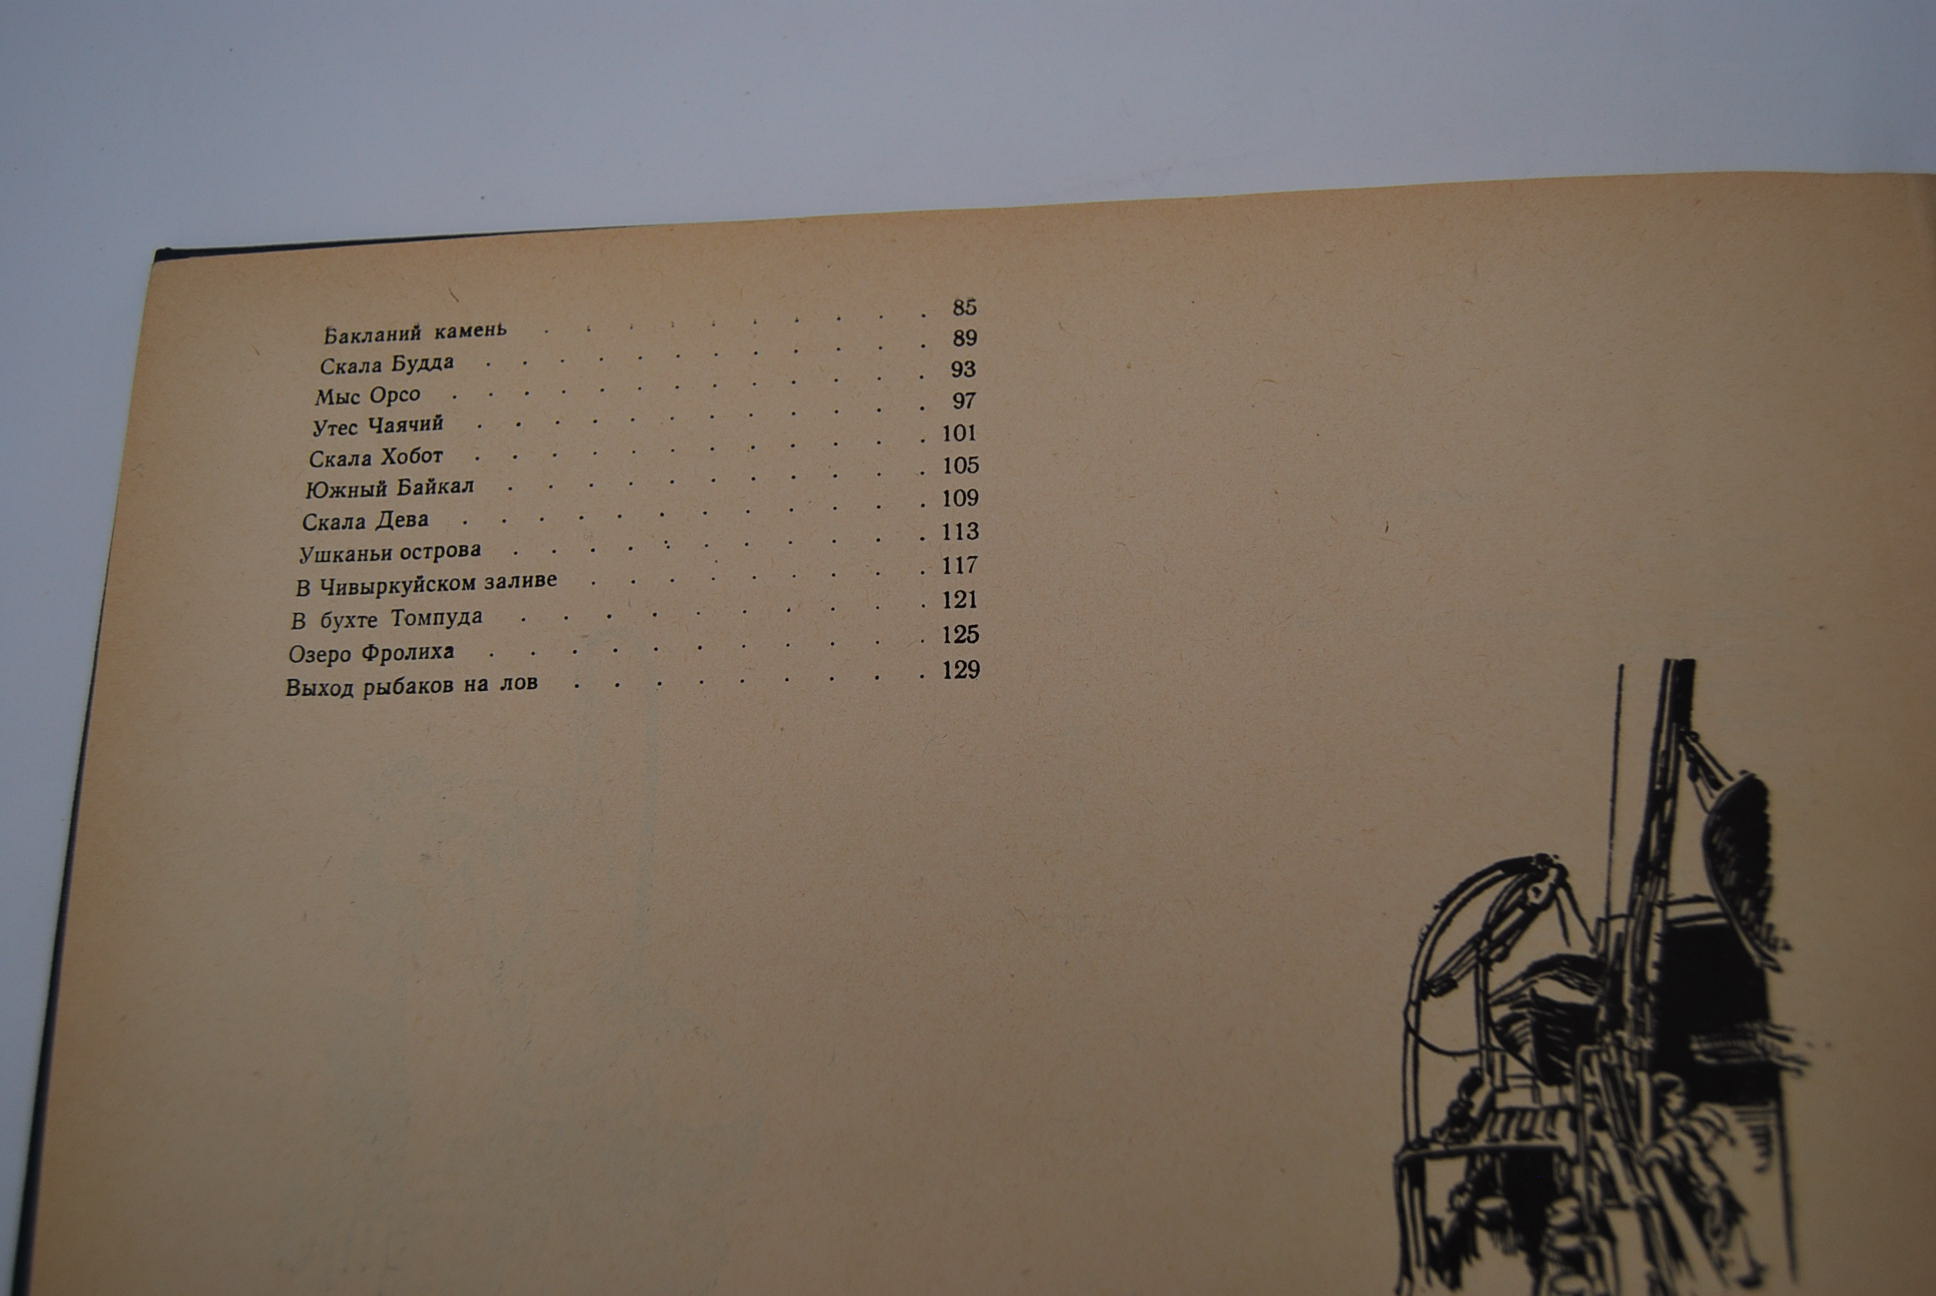 Бакланий камень . . . . . . . . . . 85
Скала Будда . . . . . . . . . . . . 89
Мыс Орсо . . . . . . . . . . . . . 93
Утес Чаячий . . . . . . . . . . . . 97
Скала Хобот . . . . . . . . . . . . 101
Южный Байкал . . . . . . . . . . . 105
Скала Дева . . . . . . . . . . . . 109
Ушканьи острова . . . . . . . . . . 113
В Чивыркуйском заливе . . . . . . . . 117
В бухте Томпуда . . . . . . . . . . 121
Озеро Фролиха . . . . . . . . . . . 125
Выход рыбаков на лов . . . . . . . . . 129